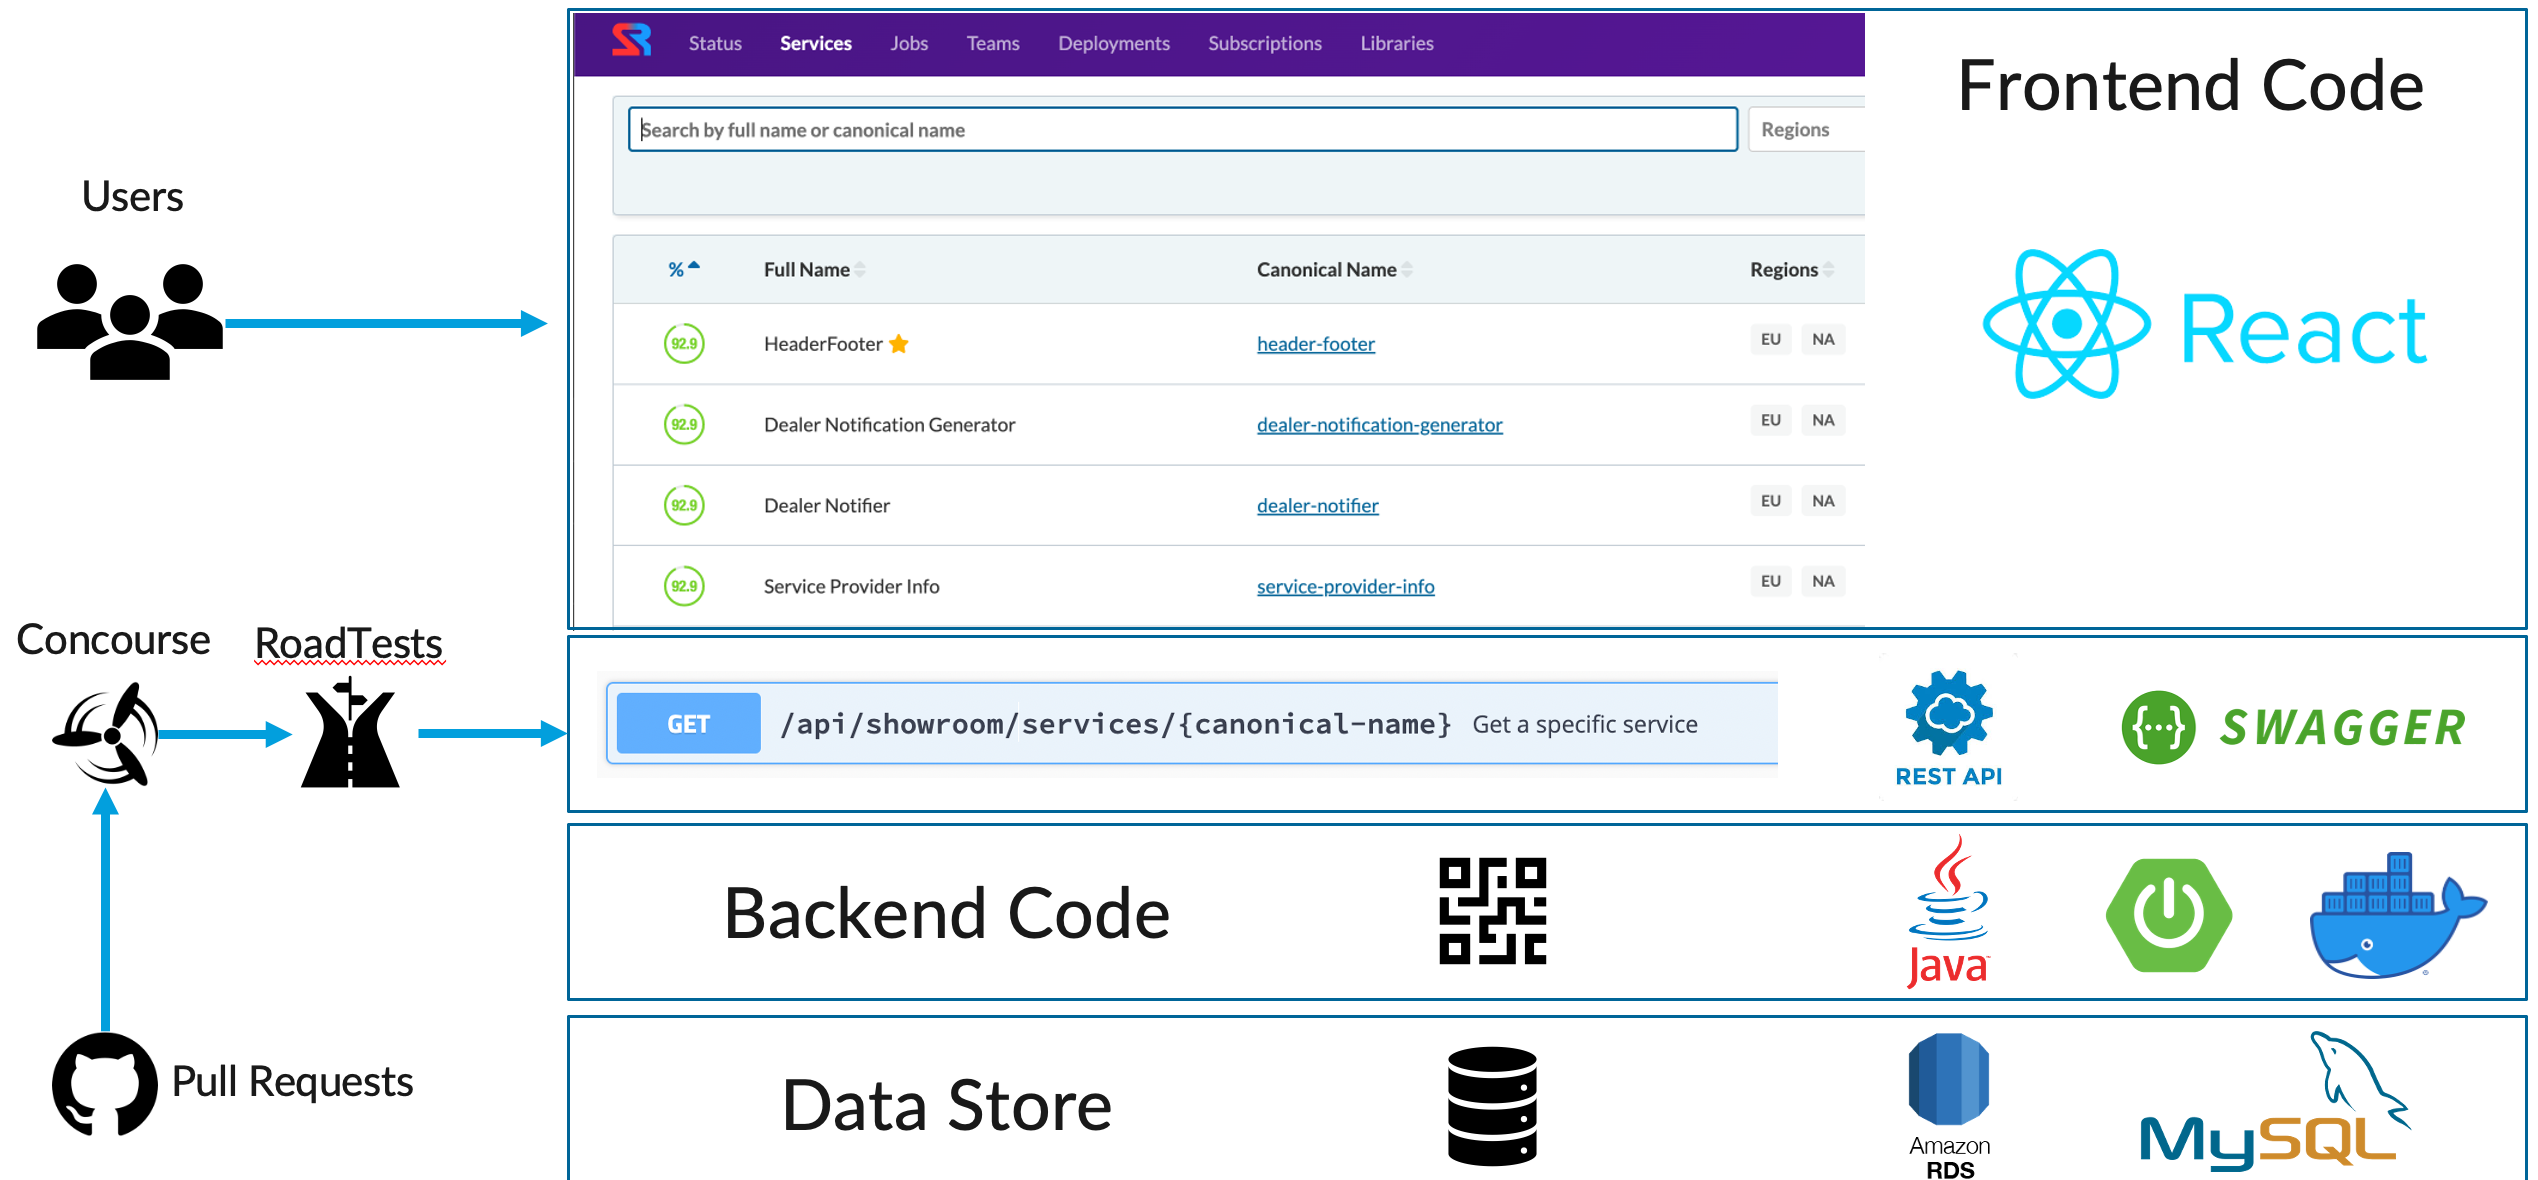 Status Services Jobs Teams Deployments Subscriptions Libraries
Frontend Code
Search by full name or canonical name
Regions
Users
% Full Name Canonical Name Regions
92.9 HeaderFooter header-footer EU NA
React
92.9 Dealer Notification Generator dealer-notification-generator EU NA
92.9 Dealer Notifier dealer-notifier EU NA
92.9 Service Provider Info service-provider-info EU NA
Concourse
RoadTests
GET /api/showroom/services/{canonical-name} Get a specific service
REST API
{...} SWAGGER
Backend Code
Java
Pull Requests
Data Store
Amazon
RDS
MySQL